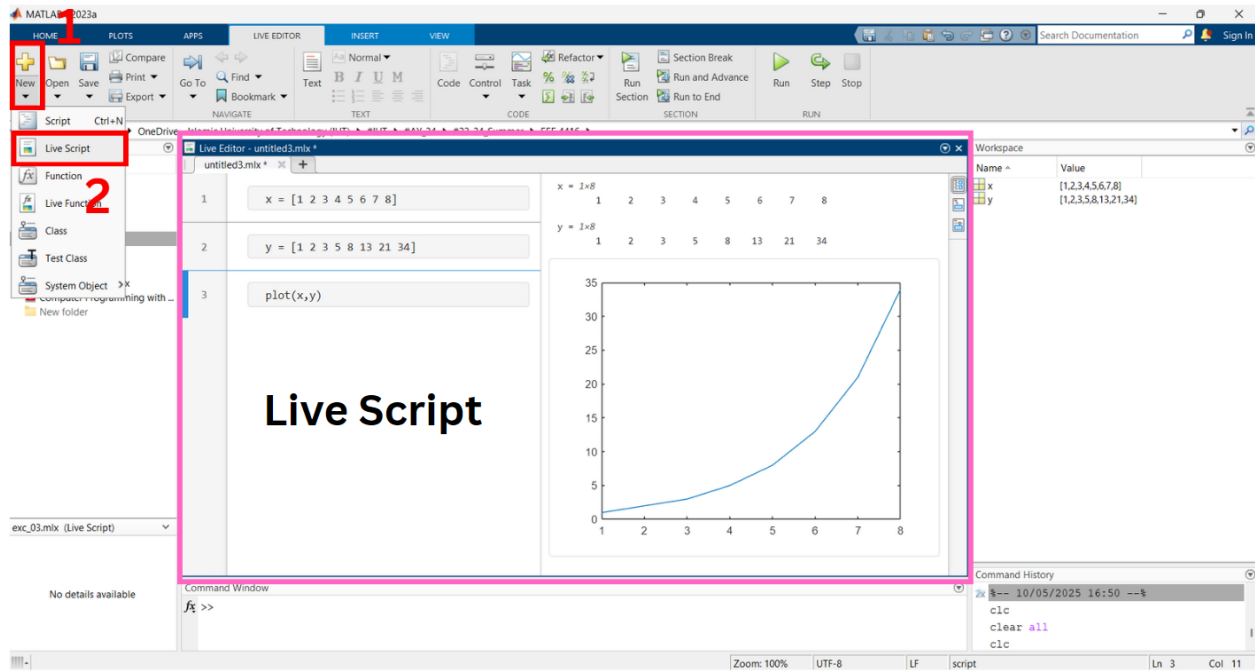 MATLAB R2023a
1
HOME PLOTS APPS LIVE EDITOR INSERT VIEW
Search Documentation
Sign In
New
Open
Save
Compare
Print
Export
Go To
Find
Bookmark
NAVIGATE
Text
Normal
B I U M
TEXT
Code
Control
Task
Refactor
CODE
Run
Section
Section Break
Run and Advance
Run to End
SECTION
Run
Step
Stop
RUN
OneDrive - Islamic University of Technology (IUT)
Script Ctrl+N
Live Script
Function
Live Function
Class
Test Class
System Object
2
Computer Programming with ...
New folder
exc_03.mlx (Live Script)
No details available
Live Editor - untitled3.mlx *
untitled3.mlx *
1 x = [1 2 3 4 5 6 7 8]
2 y = [1 2 3 5 8 13 21 34]
3 plot(x,y)
Live Script
x = 1×8
1 2 3 4 5 6 7 8
y = 1×8
1 2 3 5 8 13 21 34
35
30
25
20
15
10
5
0
1 2 3 4 5 6 7 8
Command Window
fx >>
Workspace
Name Value
x [1,2,3,4,5,6,7,8]
y [1,2,3,5,8,13,21,34]
Command History
2x %-- 10/05/2025 16:50 --%
clc
clear all
clc
Zoom: 100% UTF-8 LF script Ln 3 Col 11